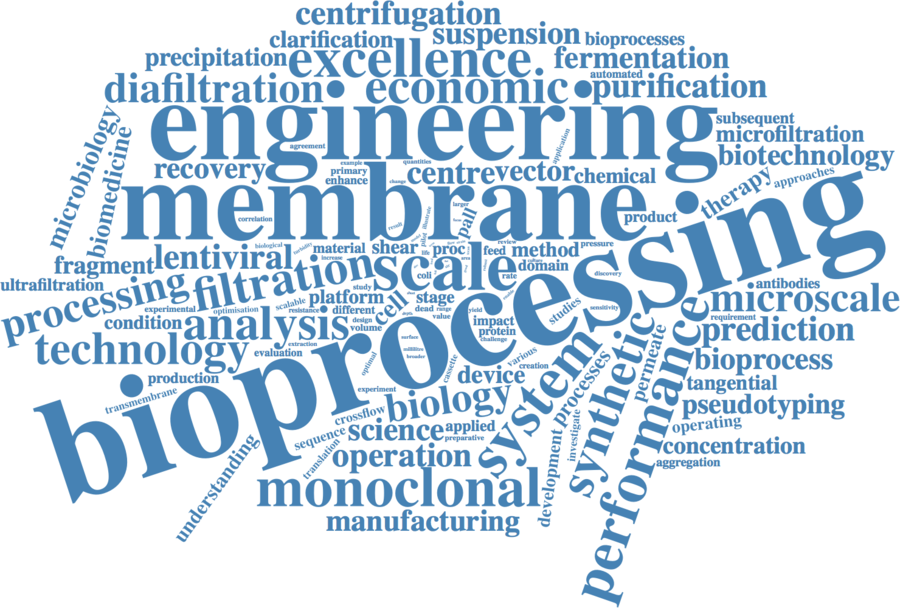 centrifugation
clarification
suspension
bioprocesses
precipitation
excellence
fermentation
automated
diafiltration
economic
purification
engineering
subsequent
microfiltration
biotechnology
microbiology
biomedicine
agreement
application
recovery
example
quantities
primary
enhance
change
centre
vector
chemical
therapy
approaches
membrane
correlation
result
illustrate
larger
pall
product
bioprocessing
fragment
lentiviral
biological
material
increase
shear
proc
review
feed
method
pressure
ultrafiltration
processing
filtration
scale
coli
rate
domain
discovery
antibodies
experimental
optimisation
scalable
study
platform
cell
stage
studies
sensitivity
microscale
condition
analysis
resistance
different
design
volume
dead
range
value
yield
impact
protein
challenge
requirement
prediction
technology
evaluation
extraction
surface
broader
optimal
cassette
various
creation
system
synthetic
processes
permeate
performance
bioprocess
production
transmembrane
experiment
device
tangential
biology
pseudotyping
understanding
sequence
crossflow
translation
science
applied
preparative
development
investigate
operating
operation
concentration
aggregation
monoclonal
manufacturing